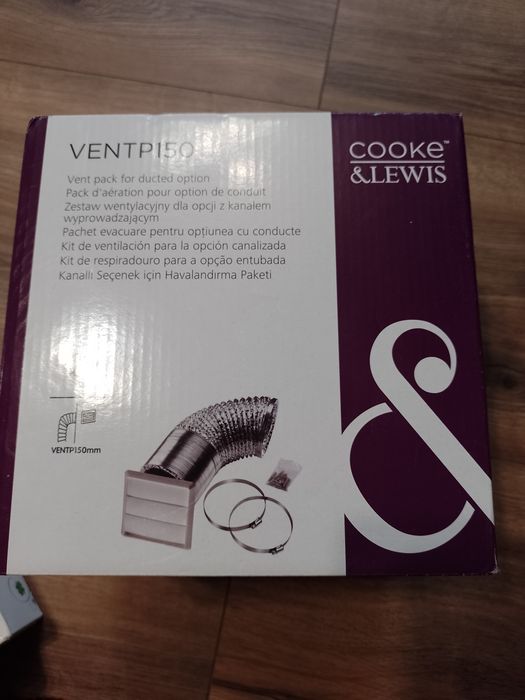 VENTP150
COOKE™
&LEWIS
Vent pack for ducted option
Pack d'aération pour option de conduit
Zestaw wentylacyjny dla opcji z kanałem
wyprowadzającym
Pachet evacuare pentru opțiunea cu conducte
Kit de ventilación para la opción canalizada
Kit de respiradouro para a opção entubada
Kanallı Seçenek için Havalandırma Paketi
VENTP150mm
&